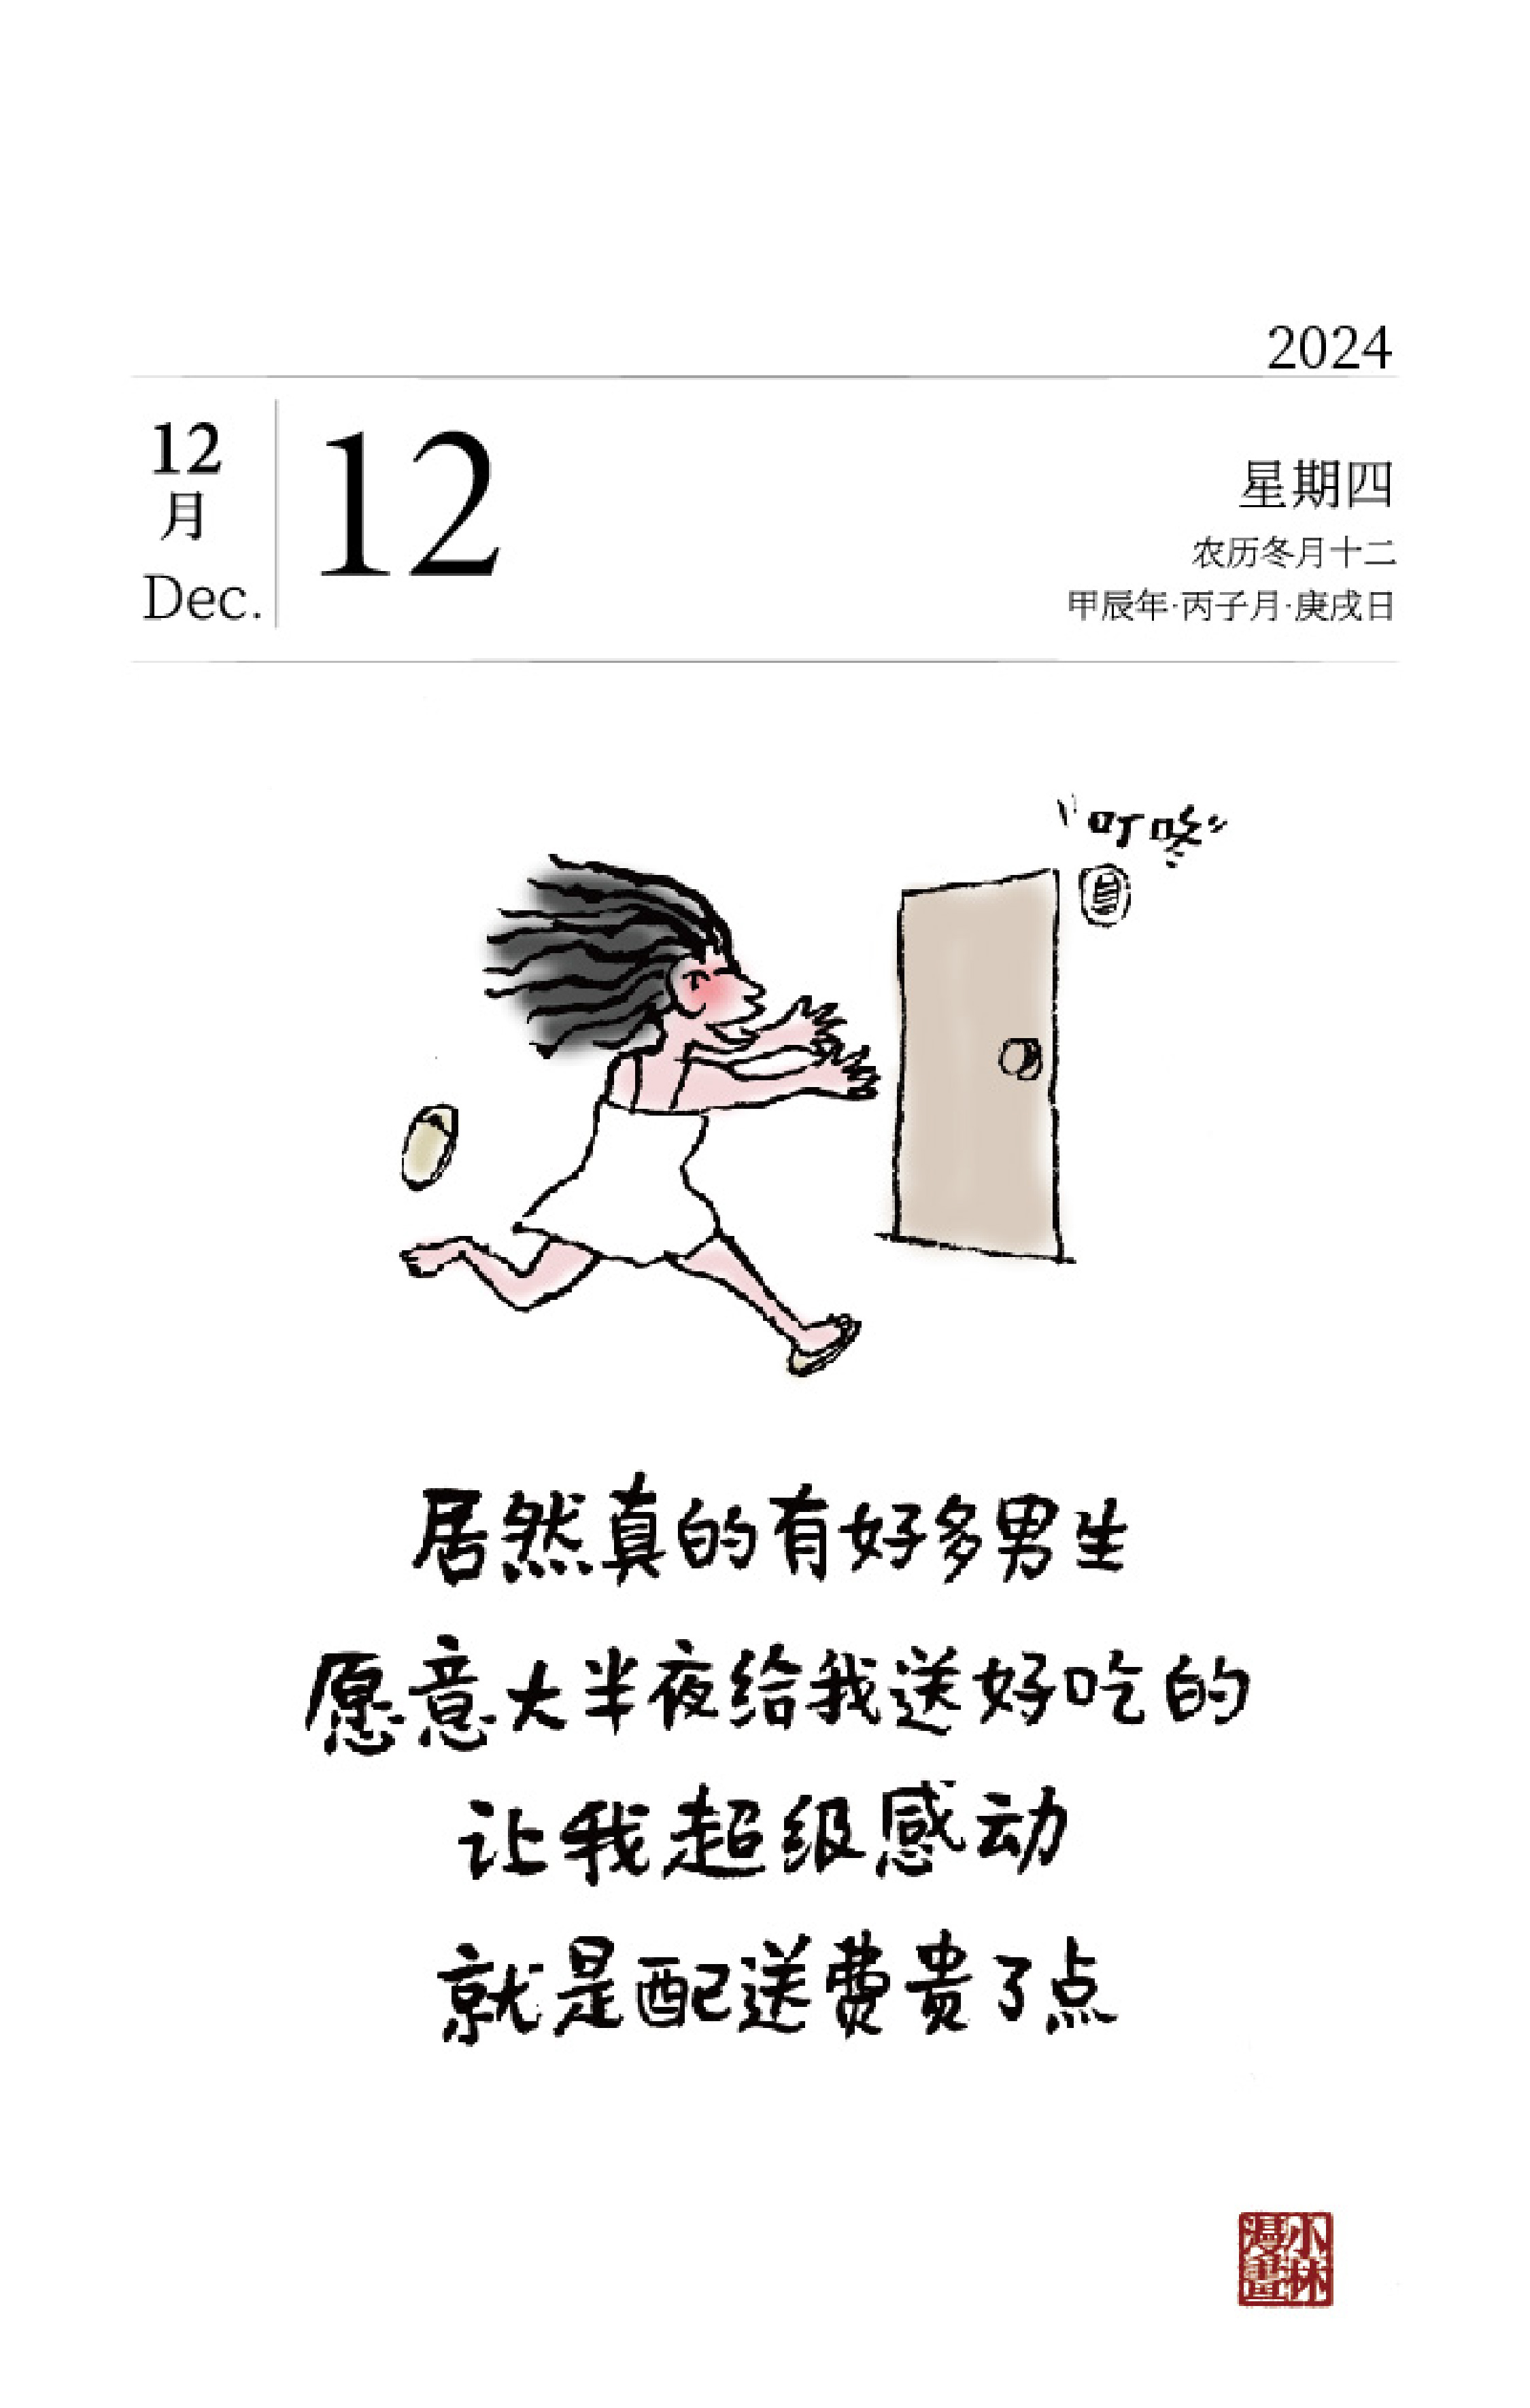 2024
12
月
Dec.
12
星期四
农历冬月十二
甲辰年·丙子月·庚戌日
"叮咚"
居然真的有好多男生
愿意大半夜给我送好吃的
让我超级感动
就是配送费贵了点
小林
漫畫